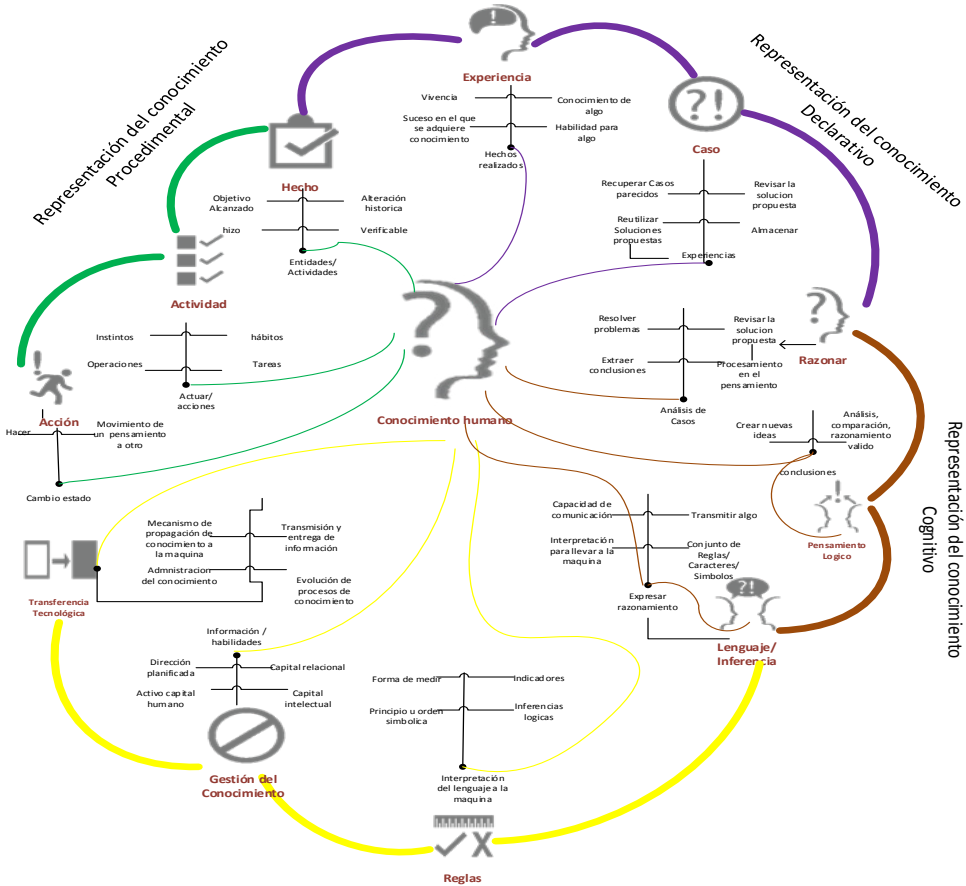 Representación del conocimiento
Procedimental
Representación del conocimiento
Declarativo
Representación del conocimiento
Cognitivo
Experiencia
Vivencia
Conocimiento de
algo
Suceso en el que
se adquiere
conocimiento
Habilidad para
algo
Hechos
realizados
Caso
Recuperar Casos
parecidos
Revisar la
solucion
propuesta
Reutilizar
Soluciones
propuestas
Almacenar
Experiencias
Hecho
Objetivo
Alcanzado
Alteración
historica
hizo
Verificable
Entidades/
Actividades
Actividad
Instintos
hábitos
Operaciones
Tareas
Actuar/
acciones
Razonar
Resolver
problemas
Revisar la
solucion
propuesta
Extraer
conclusiones
Procesamiento
en el
pensamiento
Análisis de
Casos
Acción
Hacer
Movimiento de
un pensamiento
a otro
Cambio estado
Conocimiento humano
Crear nuevas
ideas
Análisis,
comparación,
razonamiento
valido
conclusiones
Pensamiento
Logico
Capacidad de
comunicación
Transmitir algo
Interpretación
para llevar a la
maquina
Conjunto de
Reglas/
Caracteres/
Simbolos
Expresar
razonamiento
Lenguaje/
Inferencia
Mecanismo de
propagación de
conocimiento a
la maquina
Transmisión y
entrega de
información
Admnistración
del conocimiento
Evolución de
procesos de
conocimiento
Transferencia
Tecnológica
Información /
habilidades
Dirección
planificada
Capital relacional
Activo capital
humano
Capital
intelectual
Gestión del
Conocimiento
Forma de medir
Indicadores
Principio u orden
simbolica
Inferencias
logicas
Interpretación
del lenguaje a la
maquina
Reglas